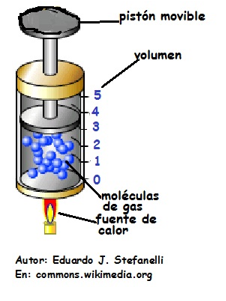 pistón movible
volumen
5
4
3
2
1
0
moléculas
de gas
fuente de
calor
Autor: Eduardo J. Stefanelli
En: commons.wikimedia.org